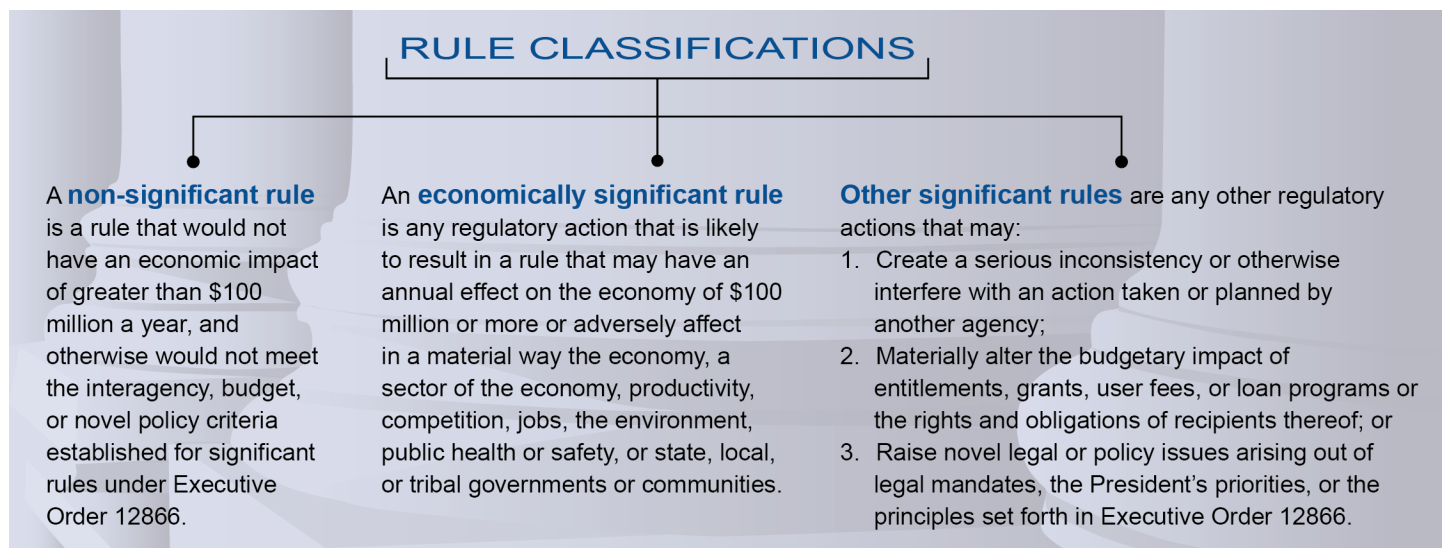 RULE CLASSIFICATIONS
A non-significant rule
is a rule that would not
have an economic impact
of greater than $100
million a year, and
otherwise would not meet
the interagency, budget,
or novel policy criteria
established for significant
rules under Executive
Order 12866.
An economically significant rule
is any regulatory action that is likely
to result in a rule that may have an
annual effect on the economy of $100
million or more or adversely affect
in a material way the economy, a
sector of the economy, productivity,
competition, jobs, the environment,
public health or safety, or state, local,
or tribal governments or communities.
Other significant rules are any other regulatory
actions that may:
1. Create a serious inconsistency or otherwise
interfere with an action taken or planned by
another agency;
2. Materially alter the budgetary impact of
entitlements, grants, user fees, or loan programs or
the rights and obligations of recipients thereof; or
3. Raise novel legal or policy issues arising out of
legal mandates, the President’s priorities, or the
principles set forth in Executive Order 12866.